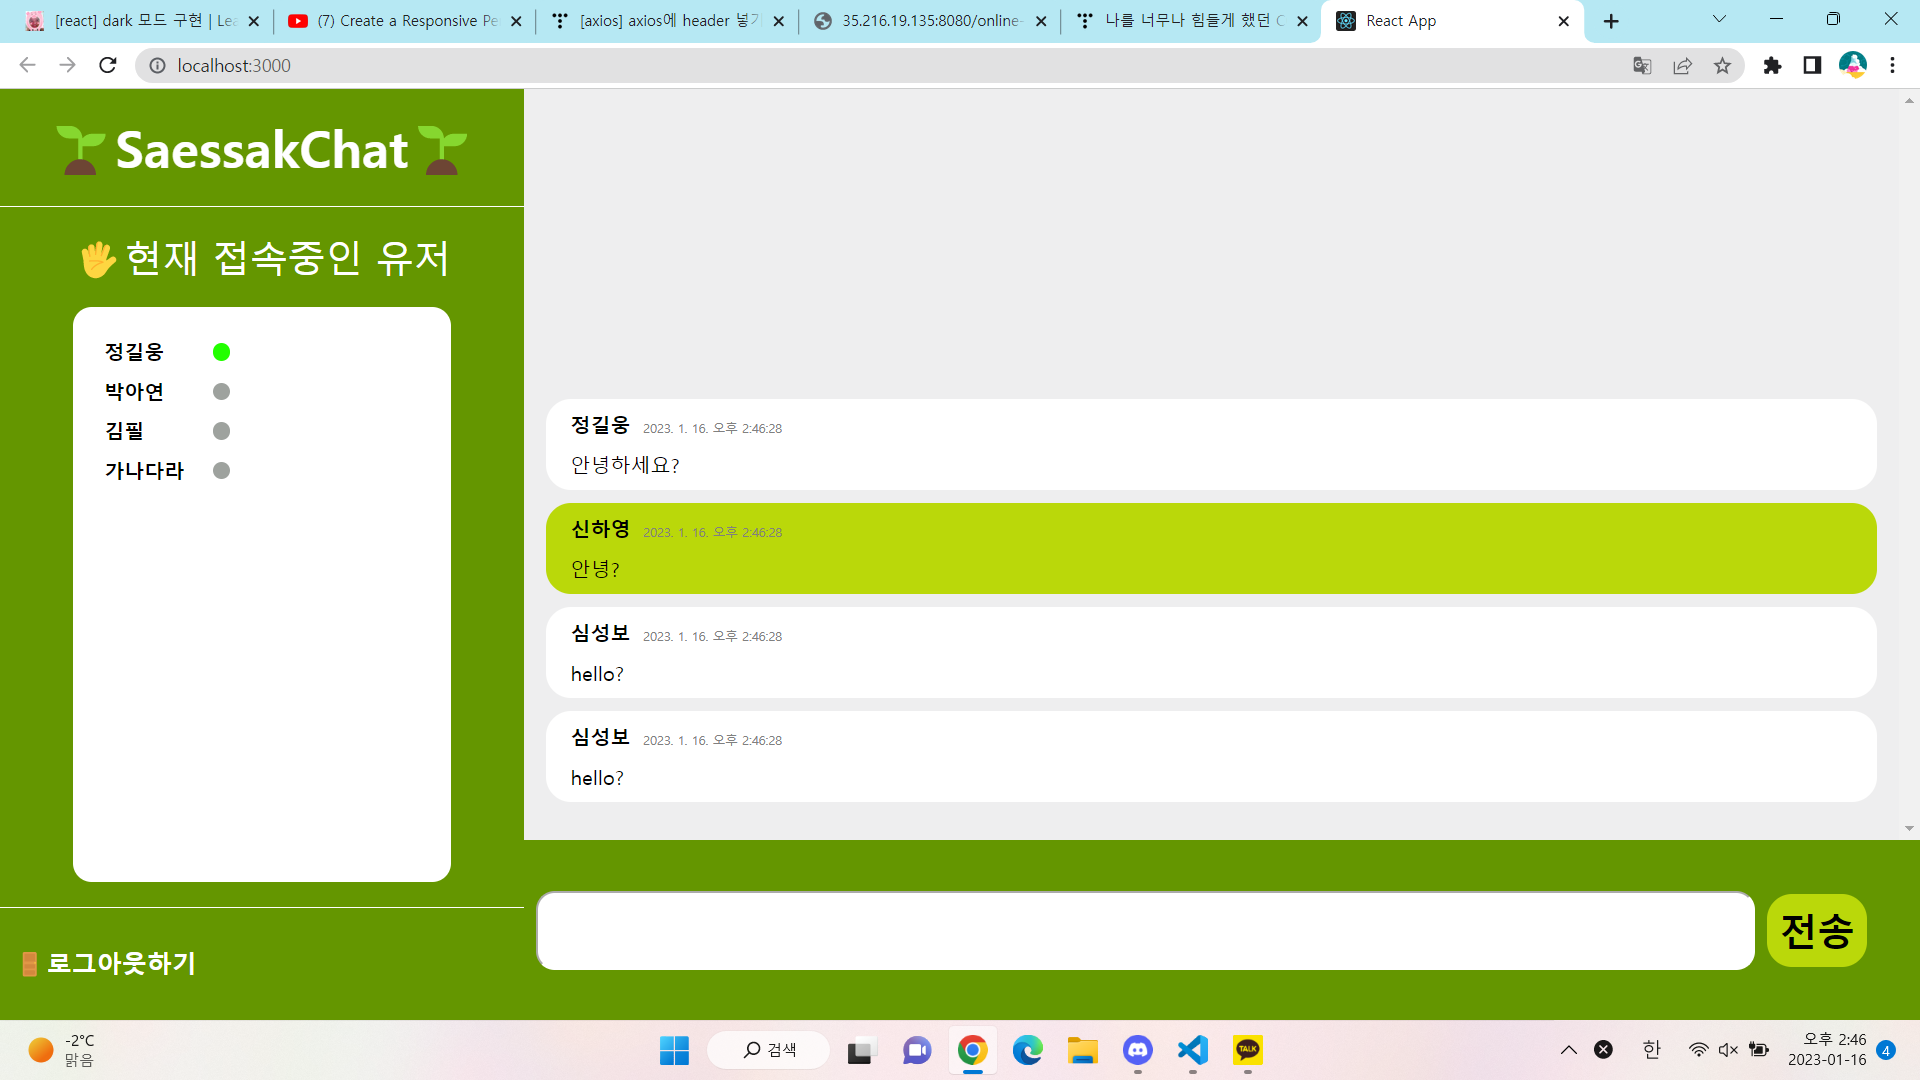 [react] dark 모드 구현 | Lea
(7) Create a Responsive Pe
[axios] axios에 header 넣기
35.216.19.135:8080/online-
나를 너무나 힘들게 했던 C
React App
localhost:3000
SaessakChat
현재 접속중인 유저
정길웅
박아연
김필
가나다라
로그아웃하기
정길웅 2023. 1. 16. 오후 2:46:28
안녕하세요?
신하영 2023. 1. 16. 오후 2:46:28
안녕?
심성보 2023. 1. 16. 오후 2:46:28
hello?
심성보 2023. 1. 16. 오후 2:46:28
hello?
전송
-2°C
맑음
검색
TALK
한
오후 2:46
2023-01-16
4